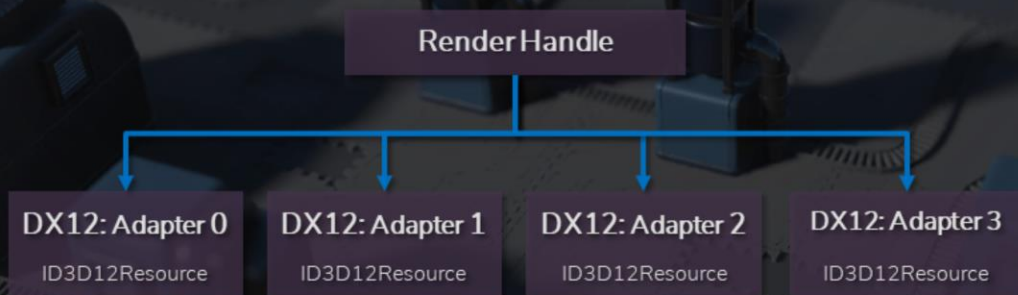 Render Handle
DX12: Adapter 0
ID3D12Resource
DX12: Adapter 1
ID3D12Resource
DX12: Adapter 2
ID3D12Resource
DX12: Adapter 3
ID3D12Resource